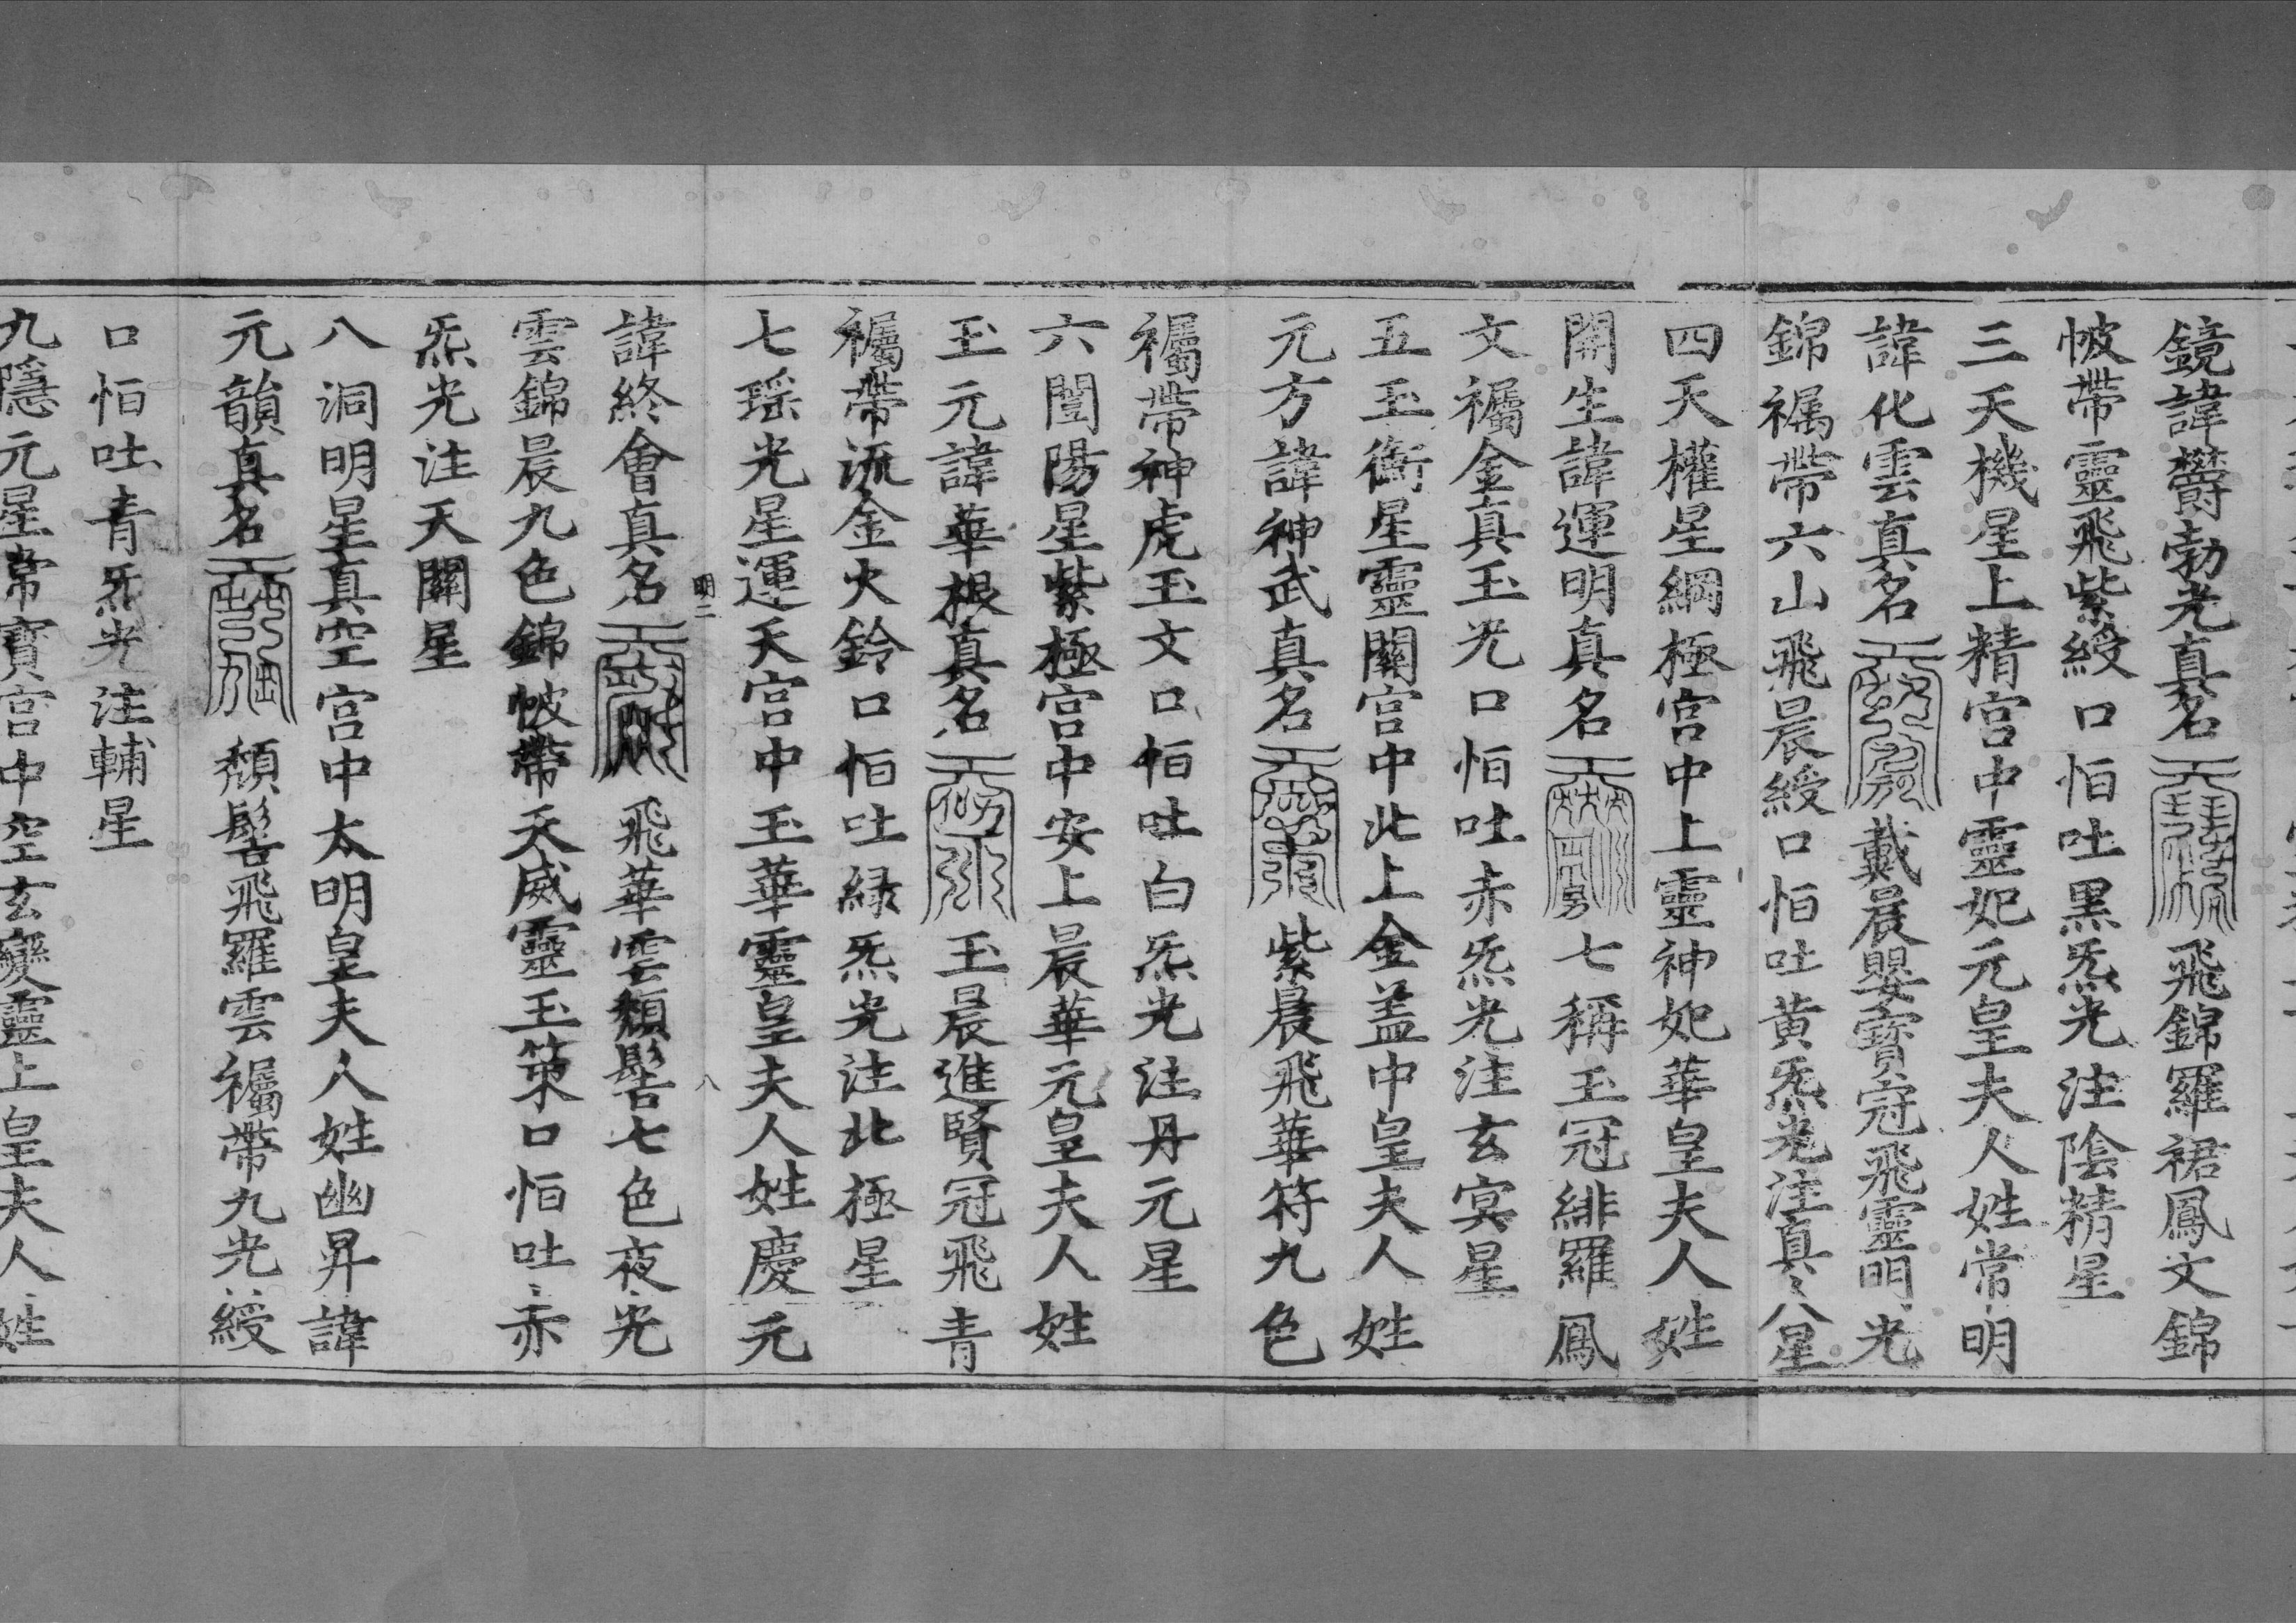 鏡諱欝勃光真名飛錦羅裙鳳文錦
帔帶靈飛紫綬口恒吐黑炁光注陰精星
三天機星上精宮中靈妃元皇夫人姓常明
諱化雲真名戴晨嬰寶冠飛靈明光
錦襡帶六山飛晨綬口恒吐黄炁光注真〻八星
四天權星綱極宮中上靈神妃華皇夫人姓
開生諱運明真名七稱玉冠緋羅鳳
文襡金真玉光口恒吐赤炁光注玄冥星
五玉衡星靈關宮中北上金盖中皇夫人姓
元方諱神武真名紫晨飛華符九色
襡帶神虎玉文口恒吐白炁光注丹元星
六闓陽星紫極宮中安上晨華元皇夫人姓
玉元諱華根真名玉晨進賢冠飛青
襡帶流金火鈴口恒吐緑炁光注北極星
七瑶光星運天宮中玉華靈皇夫人姓慶元
明二
八
諱終會真名飛華雲頹髻七色夜光
雲錦晨九色錦帔帶天威靈玉策口恒吐赤
炁光注天關星
八洞明星真空宮中太明皇夫人姓幽昇諱
元韻真名頹髻飛羅雲襡帶九光綬
口恒吐青炁光注輔星
九隱元星常寶宮中空玄變靈上皇夫人姓